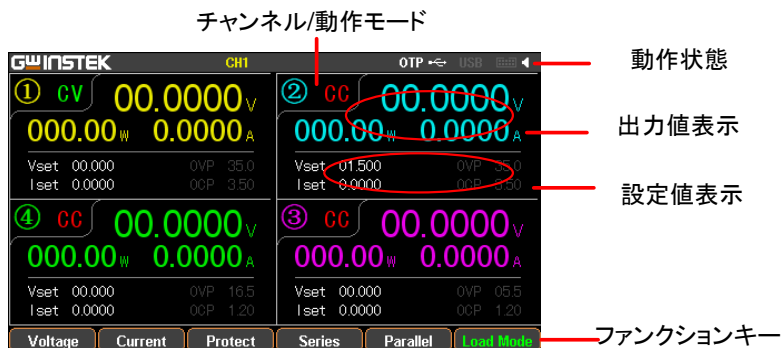 チャンネル/動作モード
GWINSTEK CH1 OTP USB
動作状態
① CV 00.0000V
000.00W 0.0000A
Vset 00.000 OVP 35.0
Iset 0.0000 OCP 3.50
② CC 00.0000V
000.00W 0.0000A
出力値表示
Vset 01.500 OVP 35.0
Iset 0.0000 OCP 3.50
設定値表示
④ CC 00.0000V
000.00W 0.0000A
Vset 00.000 OVP 16.5
Iset 0.0000 OCP 1.20
③ CC 00.0000V
000.00W 0.0000A
Vset 00.000 OVP 05.5
Iset 0.0000 OCP 1.20
Voltage Current Protect Series Parallel Load Mode
ファンクションキー